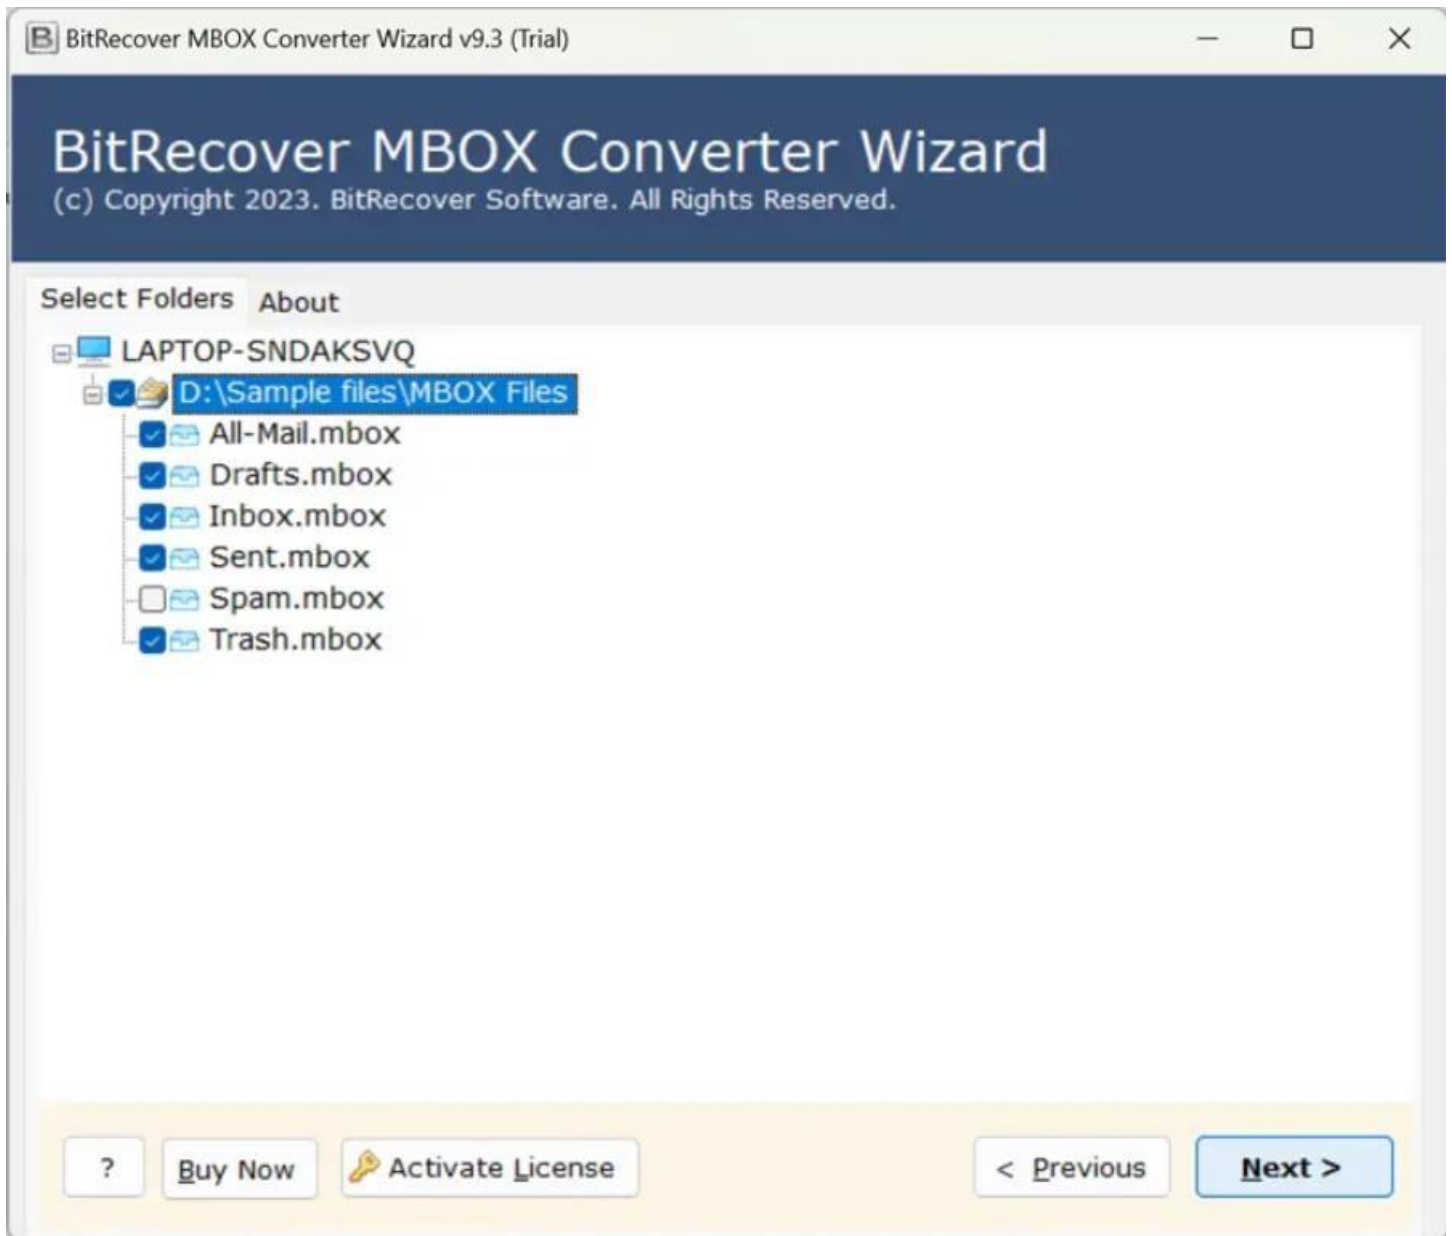 BitRecover MBOX Converter Wizard v9.3 (Trial)
BitRecover MBOX Converter Wizard
(c) Copyright 2023. BitRecover Software. All Rights Reserved.
Select Folders About
LAPTOP-SNDAKSVQ
D:\Sample files\MBOX Files
All-Mail.mbox
Drafts.mbox
Inbox.mbox
Sent.mbox
Spam.mbox
Trash.mbox
? Buy Now Activate License < Previous Next >